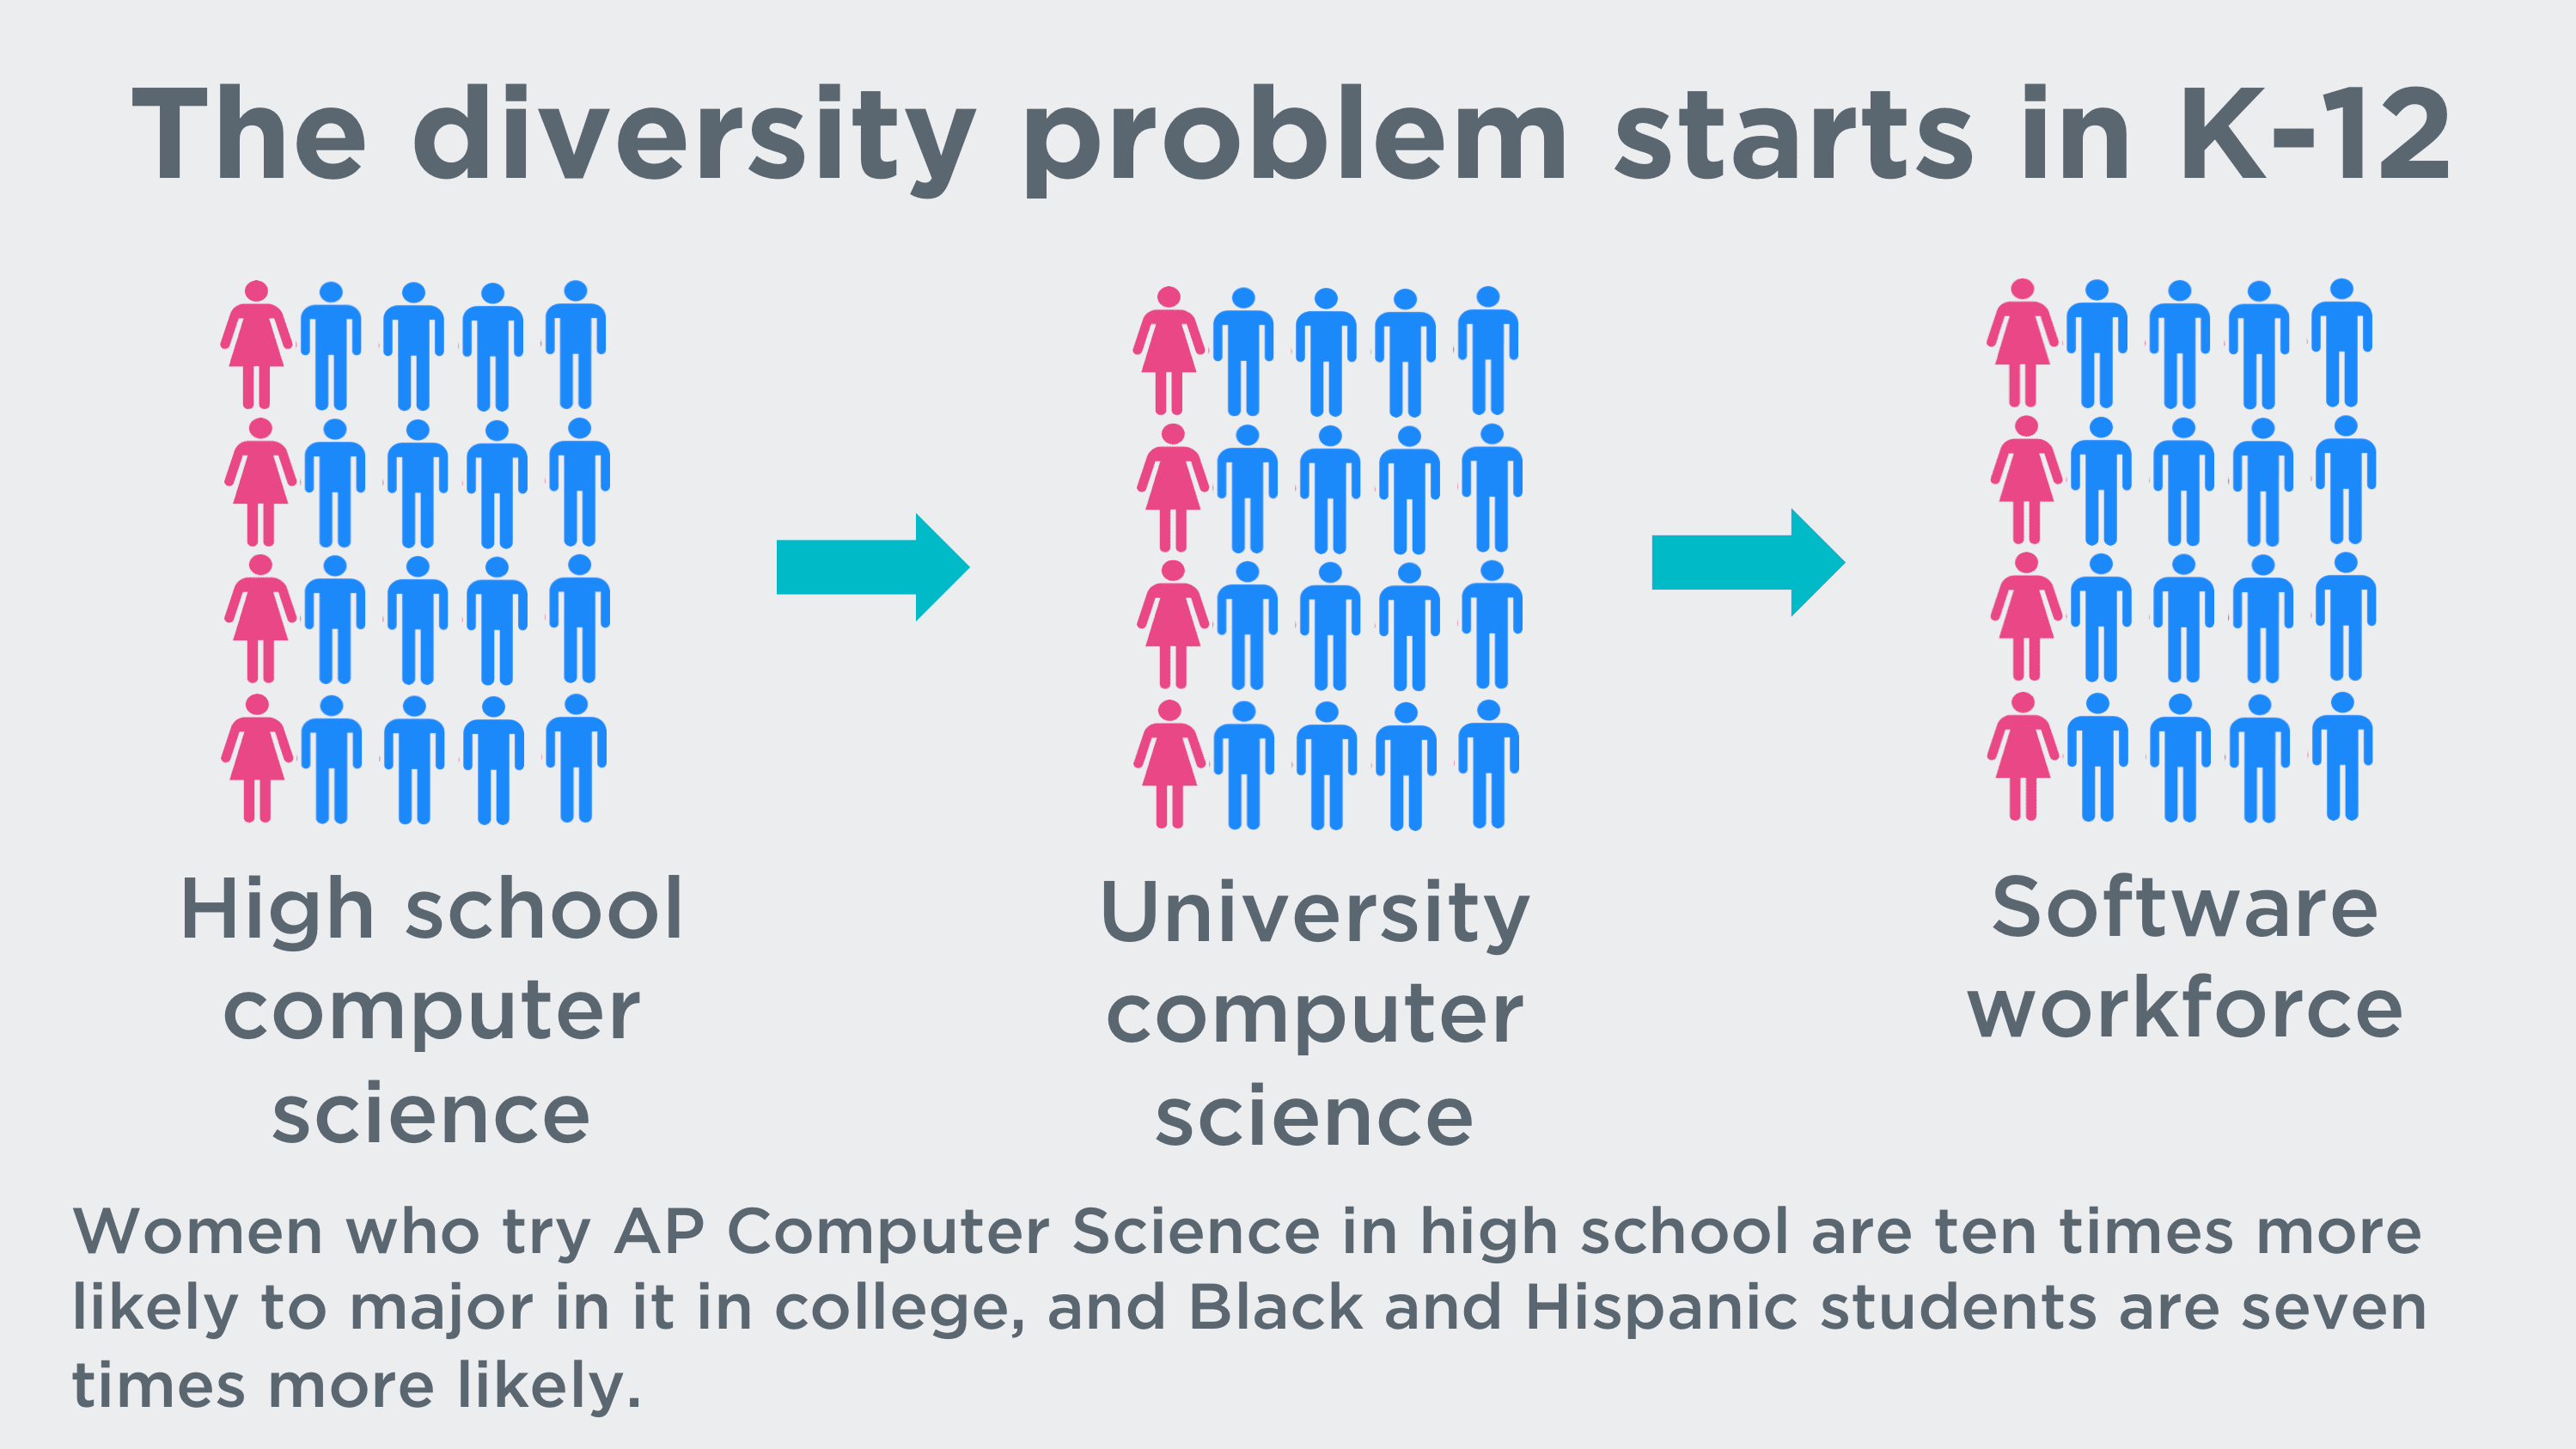 The diversity problem starts in K-12
High school
computer
science
University
computer
science
Software
workforce
Women who try AP Computer Science in high school are ten times more
likely to major in it in college, and Black and Hispanic students are seven
times more likely.